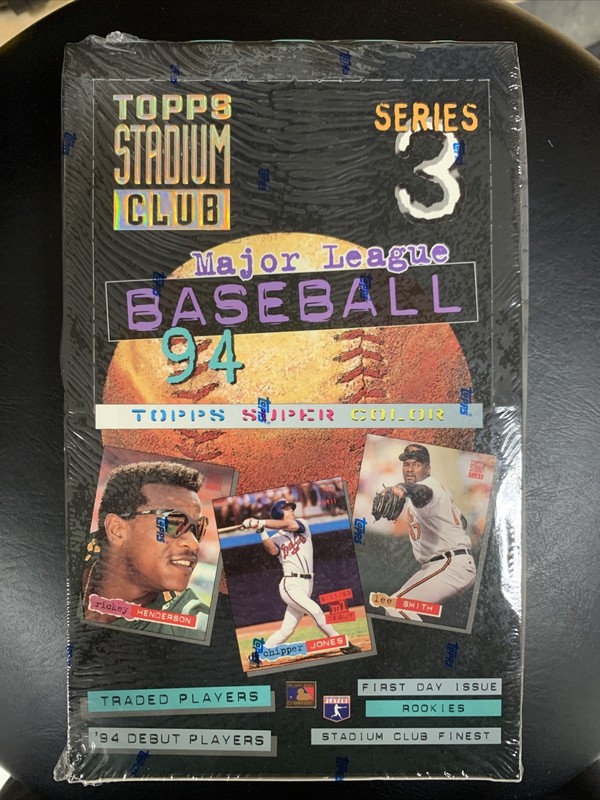 TOPPS
STADIUM
CLUB
SERIES
3
Major League
BASEBALL
94
TOPPS SUPER COLOR
rickey
HENDERSON
chipper JONES
lee SMITH
TRADED PLAYERS
'94 DEBUT PLAYERS
FIRST DAY ISSUE
ROOKIES
STADIUM CLUB FINEST